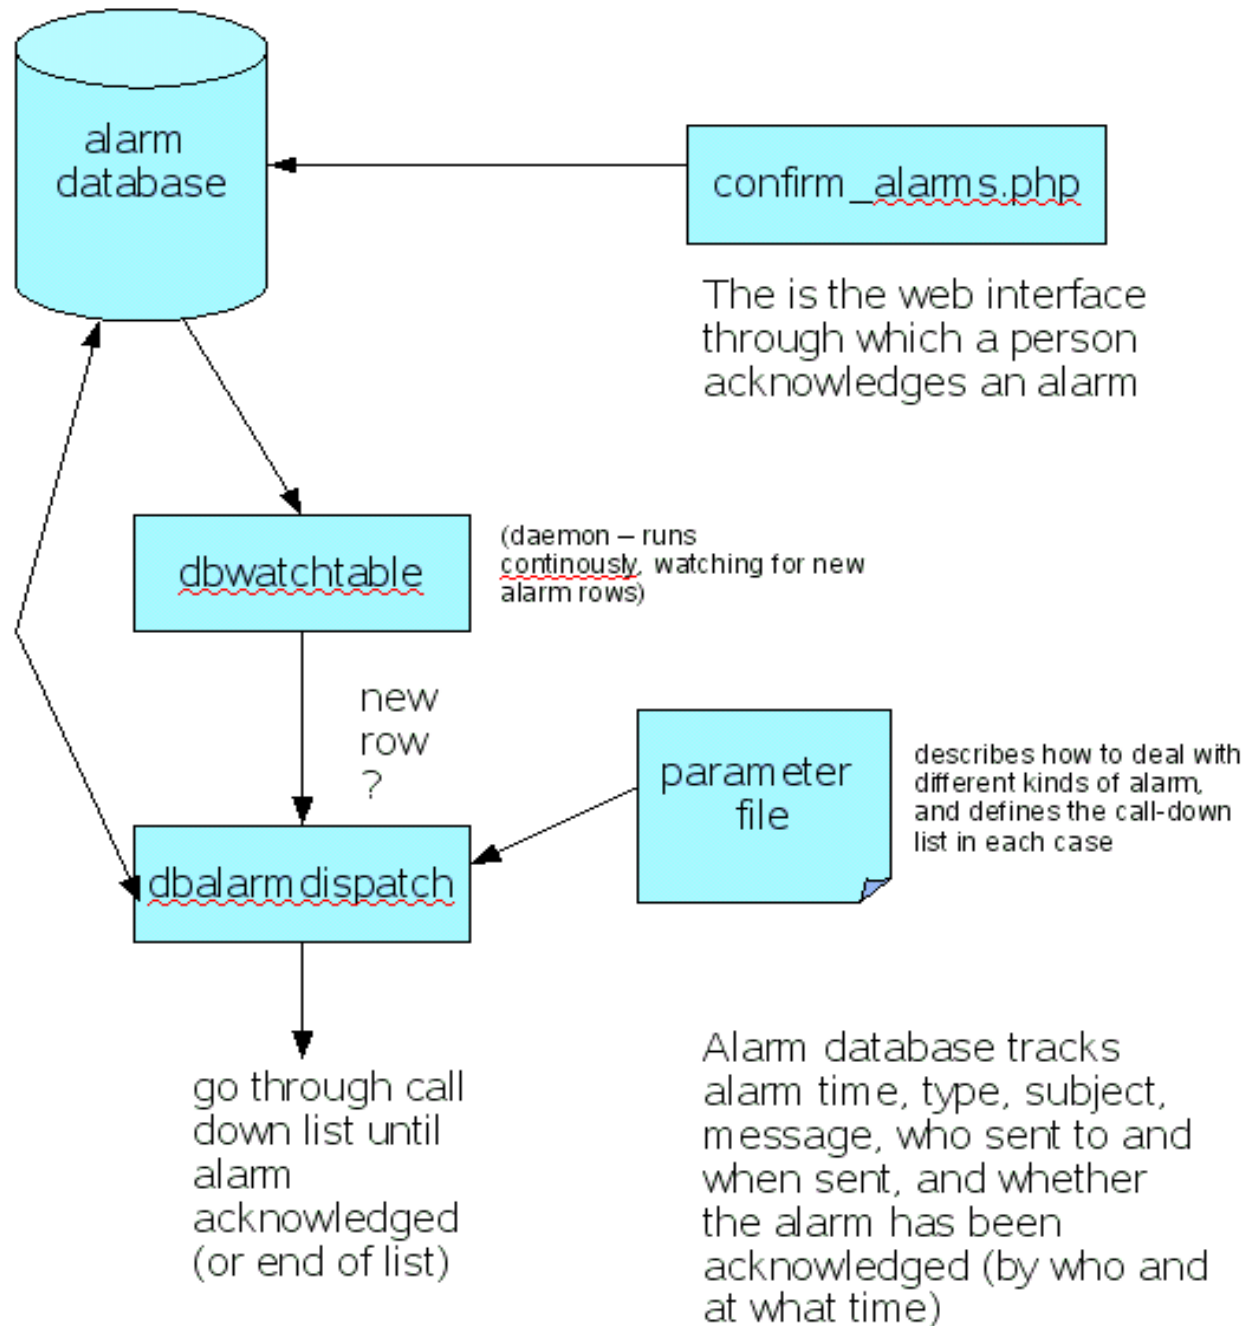 alarm
database
confirm_alarms.php
The is the web interface
through which a person
acknowledges an alarm
dbwatchtable
(daemon – runs
continously, watching for new
alarm rows)
new
row
?
parameter
file
describes how to deal with
different kinds of alarm,
and defines the call-down
list in each case
dbalarmdispatch
go through call
down list until
alarm
acknowledged
(or end of list)
Alarm database tracks
alarm time, type, subject,
message, who sent to and
when sent, and whether
the alarm has been
acknowledged (by who and
at what time)